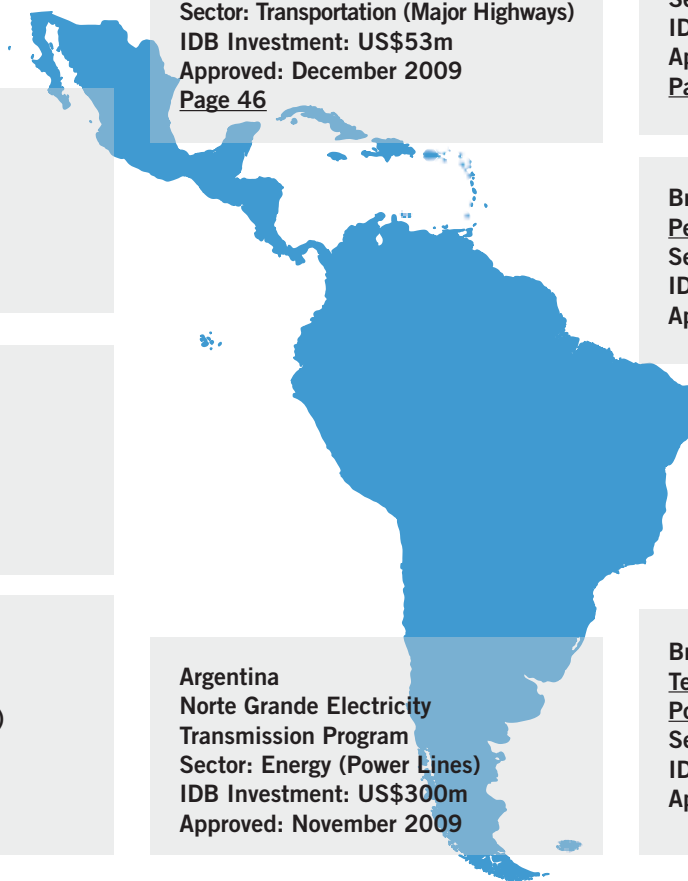 Sector: Transportation (Major Highways)
IDB Investment: US$53m
Approved: December 2009
Page 46
)
Argentina
Norte Grande Electricity
Transmission Program
Sector: Energy (Power Lines)
IDB Investment: US$300m
Approved: November 2009